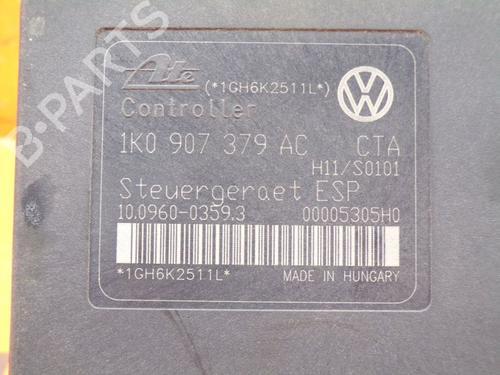 Ate (*1GH6K2511L*)
Controller
1K0 907 379 AC CTA
H11/S0101
Steuergeraet ESP
10.0960-0359.3 00005305H0
*1GH6K2511L* MADE IN HUNGARY